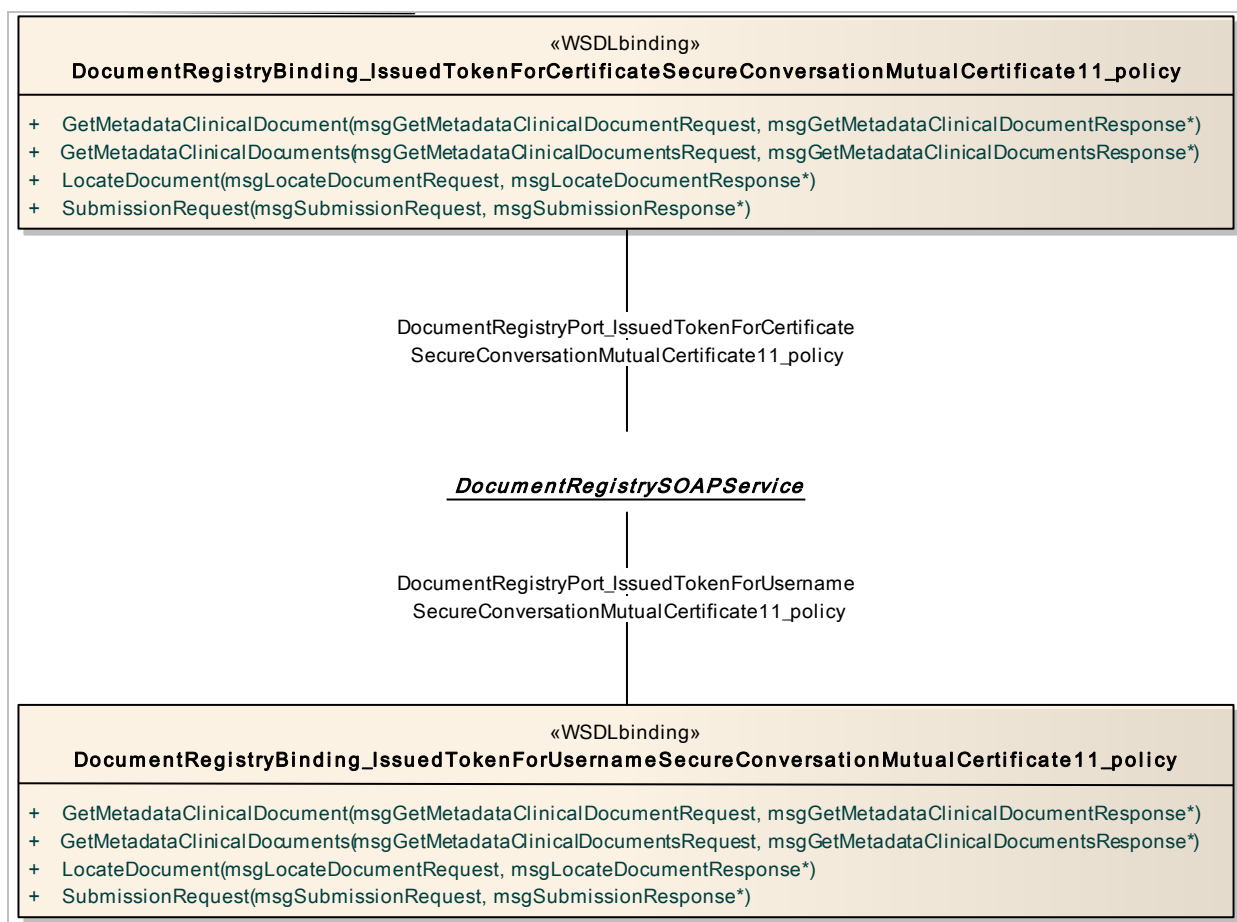 «WSDLbinding»
DocumentRegistryBinding_IssuedTokenForCertificateSecureConversationMutualCertificate11_policy
+ GetMetadataClinicalDocument(msgGetMetadataClinicalDocumentRequest, msgGetMetadataClinicalDocumentResponse*)
+ GetMetadataClinicalDocuments(msgGetMetadataClinicalDocumentsRequest, msgGetMetadataClinicalDocumentsResponse*)
+ LocateDocument(msgLocateDocumentRequest, msgLocateDocumentResponse*)
+ SubmissionRequest(msgSubmissionRequest, msgSubmissionResponse*)
DocumentRegistryPort_IssuedTokenForCertificate
SecureConversationMutualCertificate11_policy
DocumentRegistrySOAPService
DocumentRegistryPort_IssuedTokenForUsername
SecureConversationMutualCertificate11_policy
«WSDLbinding»
DocumentRegistryBinding_IssuedTokenForUsernameSecureConversationMutualCertificate11_policy
+ GetMetadataClinicalDocument(msgGetMetadataClinicalDocumentRequest, msgGetMetadataClinicalDocumentResponse*)
+ GetMetadataClinicalDocuments(msgGetMetadataClinicalDocumentsRequest, msgGetMetadataClinicalDocumentsResponse*)
+ LocateDocument(msgLocateDocumentRequest, msgLocateDocumentResponse*)
+ SubmissionRequest(msgSubmissionRequest, msgSubmissionResponse*)